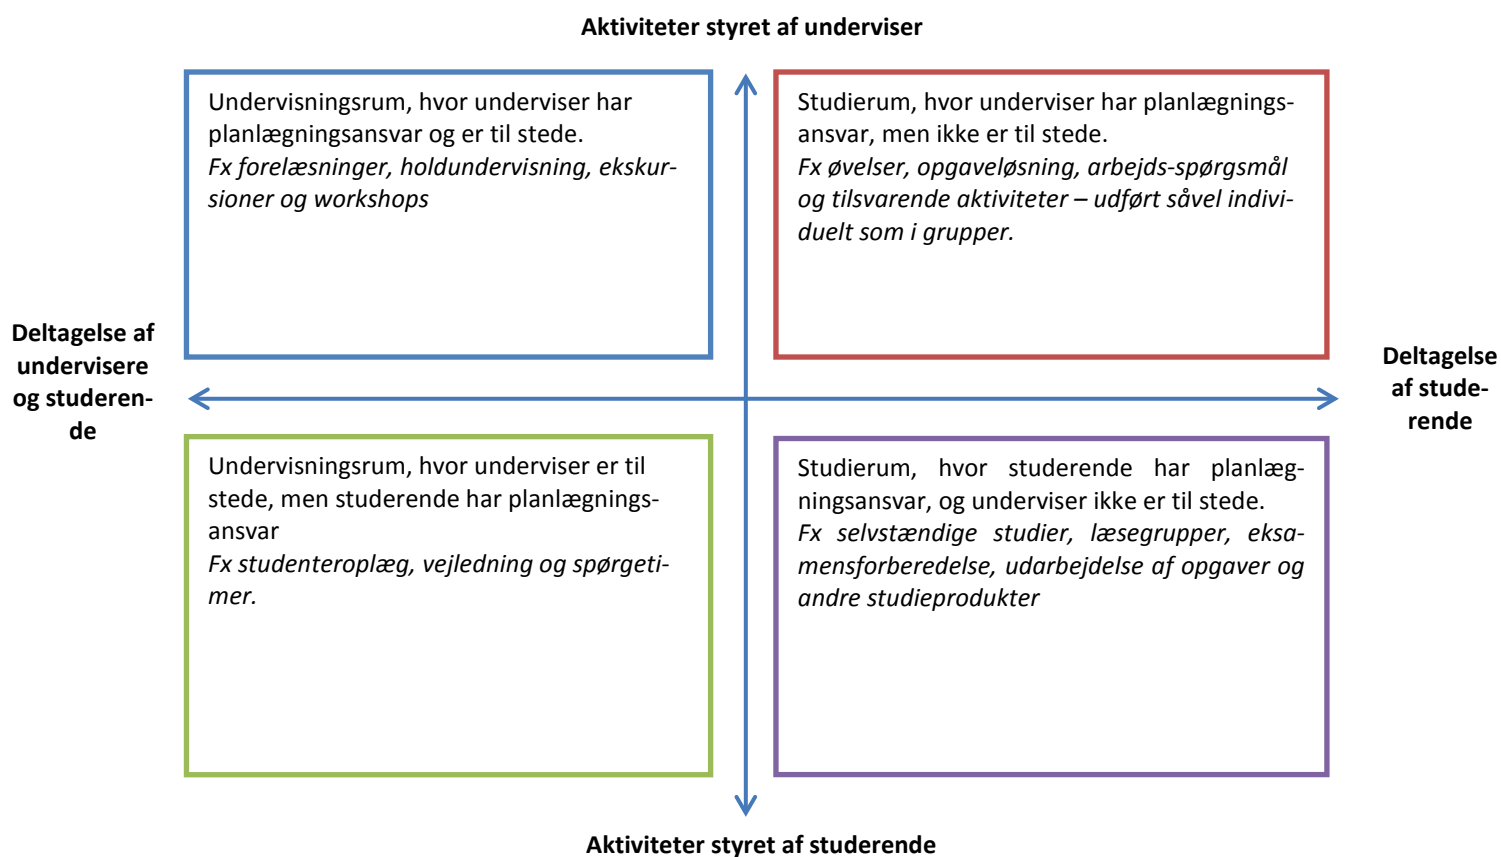 Aktiviteter styret af underviser
Undervisningsrum, hvor underviser har
planlægningsansvar og er til stede.
Fx forelæsninger, holdundervisning, ekskur-
sioner og workshops
Studierum, hvor underviser har planlægnings-
ansvar, men ikke er til stede.
Fx øvelser, opgaveløsning, arbejds-spørgsmål
og tilsvarende aktiviteter – udført såvel indivi-
duelt som i grupper.
Deltagelse af
undervisere
og studeren-
de
Deltagelse
af stude-
rende
Undervisningsrum, hvor underviser er til
stede, men studerende har planlægnings-
ansvar
Fx studenteroplæg, vejledning og spørgeti-
mer.
Studierum, hvor studerende har planlæg-
ningsansvar, og underviser ikke er til stede.
Fx selvstændige studier, læsegrupper, eksa-
mensforberedelse, udarbejdelse af opgaver og
andre studieprodukter
Aktiviteter styret af studerende